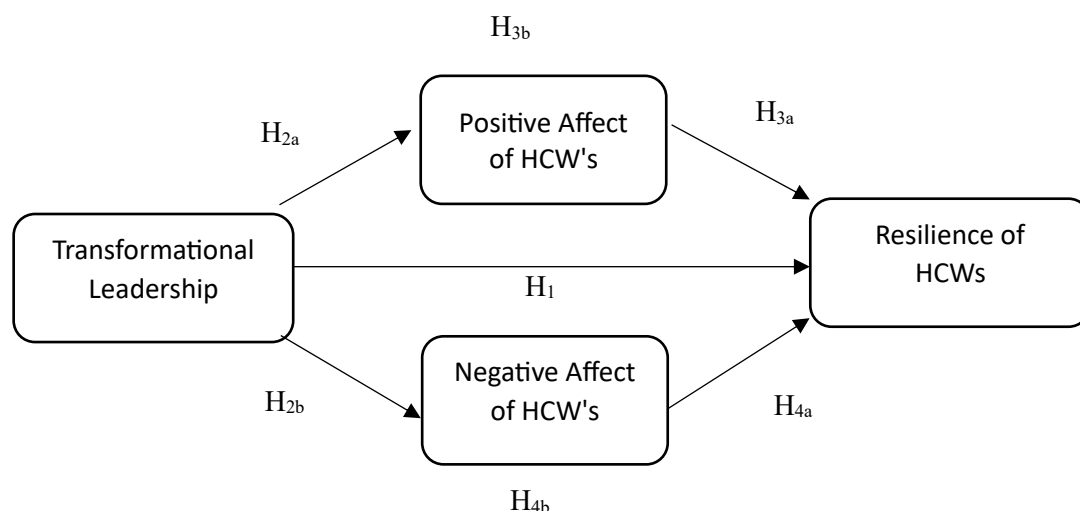 H3b
Positive Affect
of HCW's
H2a
H3a
Transformational
Leadership
Resilience of
HCWs
H1
Negative Affect
of HCW's
H2b
H4a
H4b